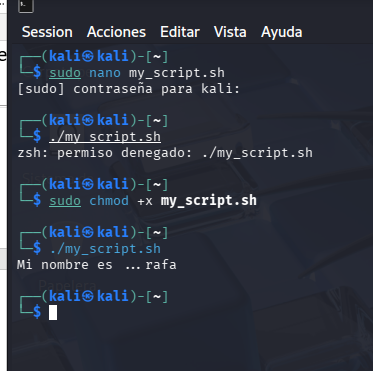 Session Acciones Editar Vista Ayuda
┌──(kali㉿kali)-[~]
└─$ sudo nano my_script.sh
[sudo] contraseña para kali:
┌──(kali㉿kali)-[~]
└─$ ./my_script.sh
zsh: permiso denegado: ./my_script.sh
┌──(kali㉿kali)-[~]
└─$ sudo chmod +x my_script.sh
┌──(kali㉿kali)-[~]
└─$ ./my_script.sh
Mi nombre es ...rafa
┌──(kali㉿kali)-[~]
└─$